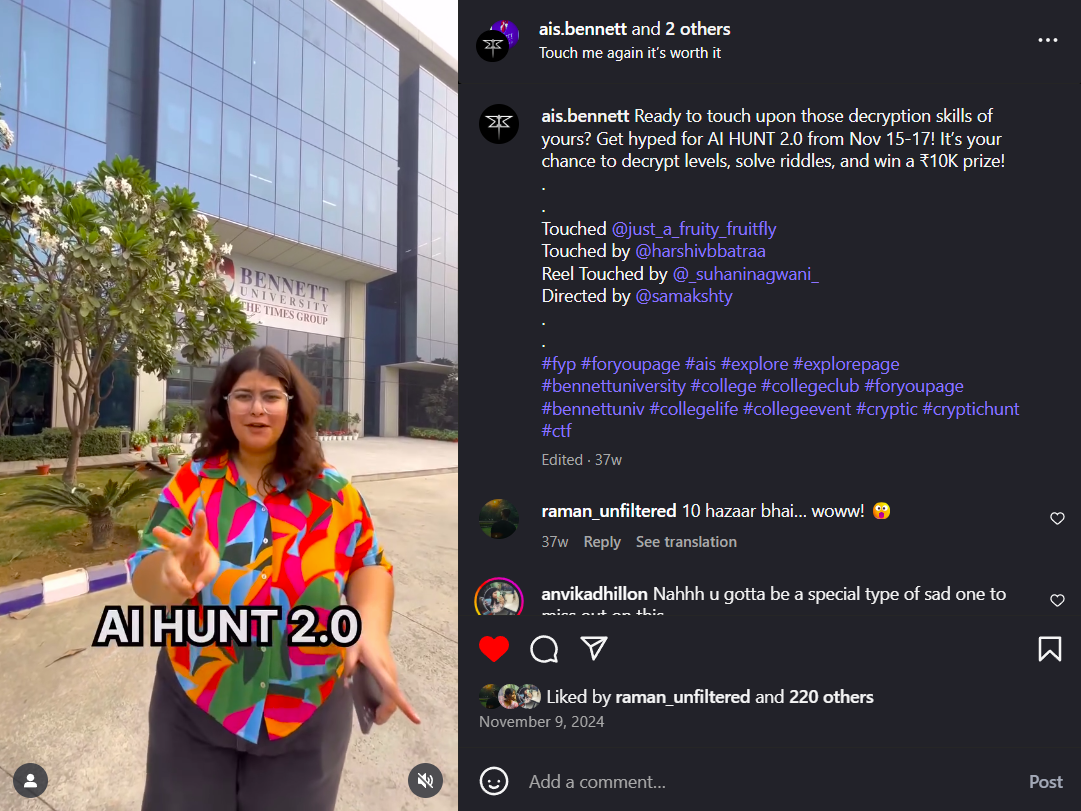 BENNETT
UNIVERSITY
THE TIMES GROUP
AI HUNT 2.0
ais.bennett and 2 others
Touch me again it's worth it
ais.bennett Ready to touch upon those decryption skills of
yours? Get hyped for AI HUNT 2.0 from Nov 15-17! It's your
chance to decrypt levels, solve riddles, and win a ₹10K prize!
.
.
Touched @just_a_fruity_fruitfly
Touched by @harshivbbatraa
Reel Touched by @_suhaninagwani_
Directed by @samakshty
.
.
#fyp #foryoupage #ais #explore #explorepage
#bennettuniversity #college #collegeclub #foryoupage
#bennettuniv #collegelife #collegeevent #cryptic #cryptichunt
#ctf
Edited · 37w
raman_unfiltered 10 hazaar bhai... woww! 😱
37w Reply See translation
anvikadhillon Nahhh u gotta be a special type of sad one to
miss out on this
Liked by raman_unfiltered and 220 others
November 9, 2024
Add a comment...
Post